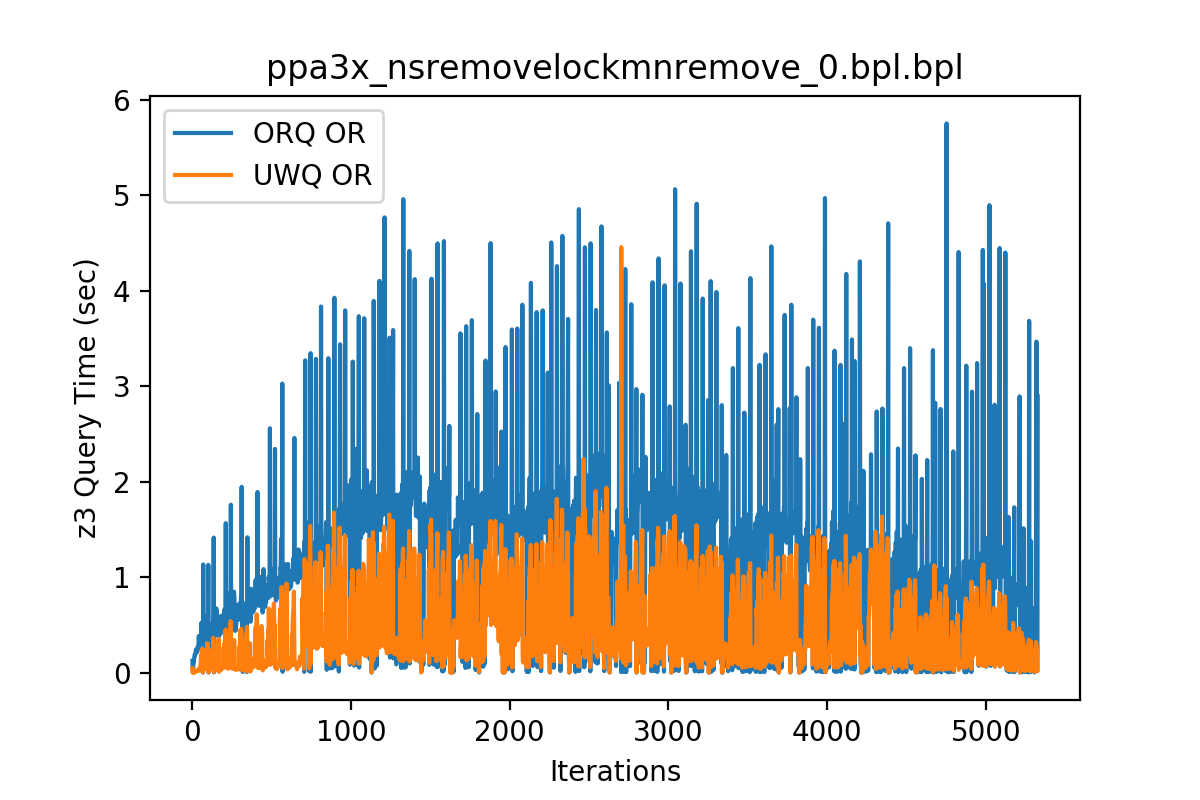 ppa3x_nsremovelockmnremove_0.bpl.bpl
ORQ OR
UWQ OR
z3 Query Time (sec)
6
5
4
3
2
1
0
0 1000 2000 3000 4000 5000
Iterations